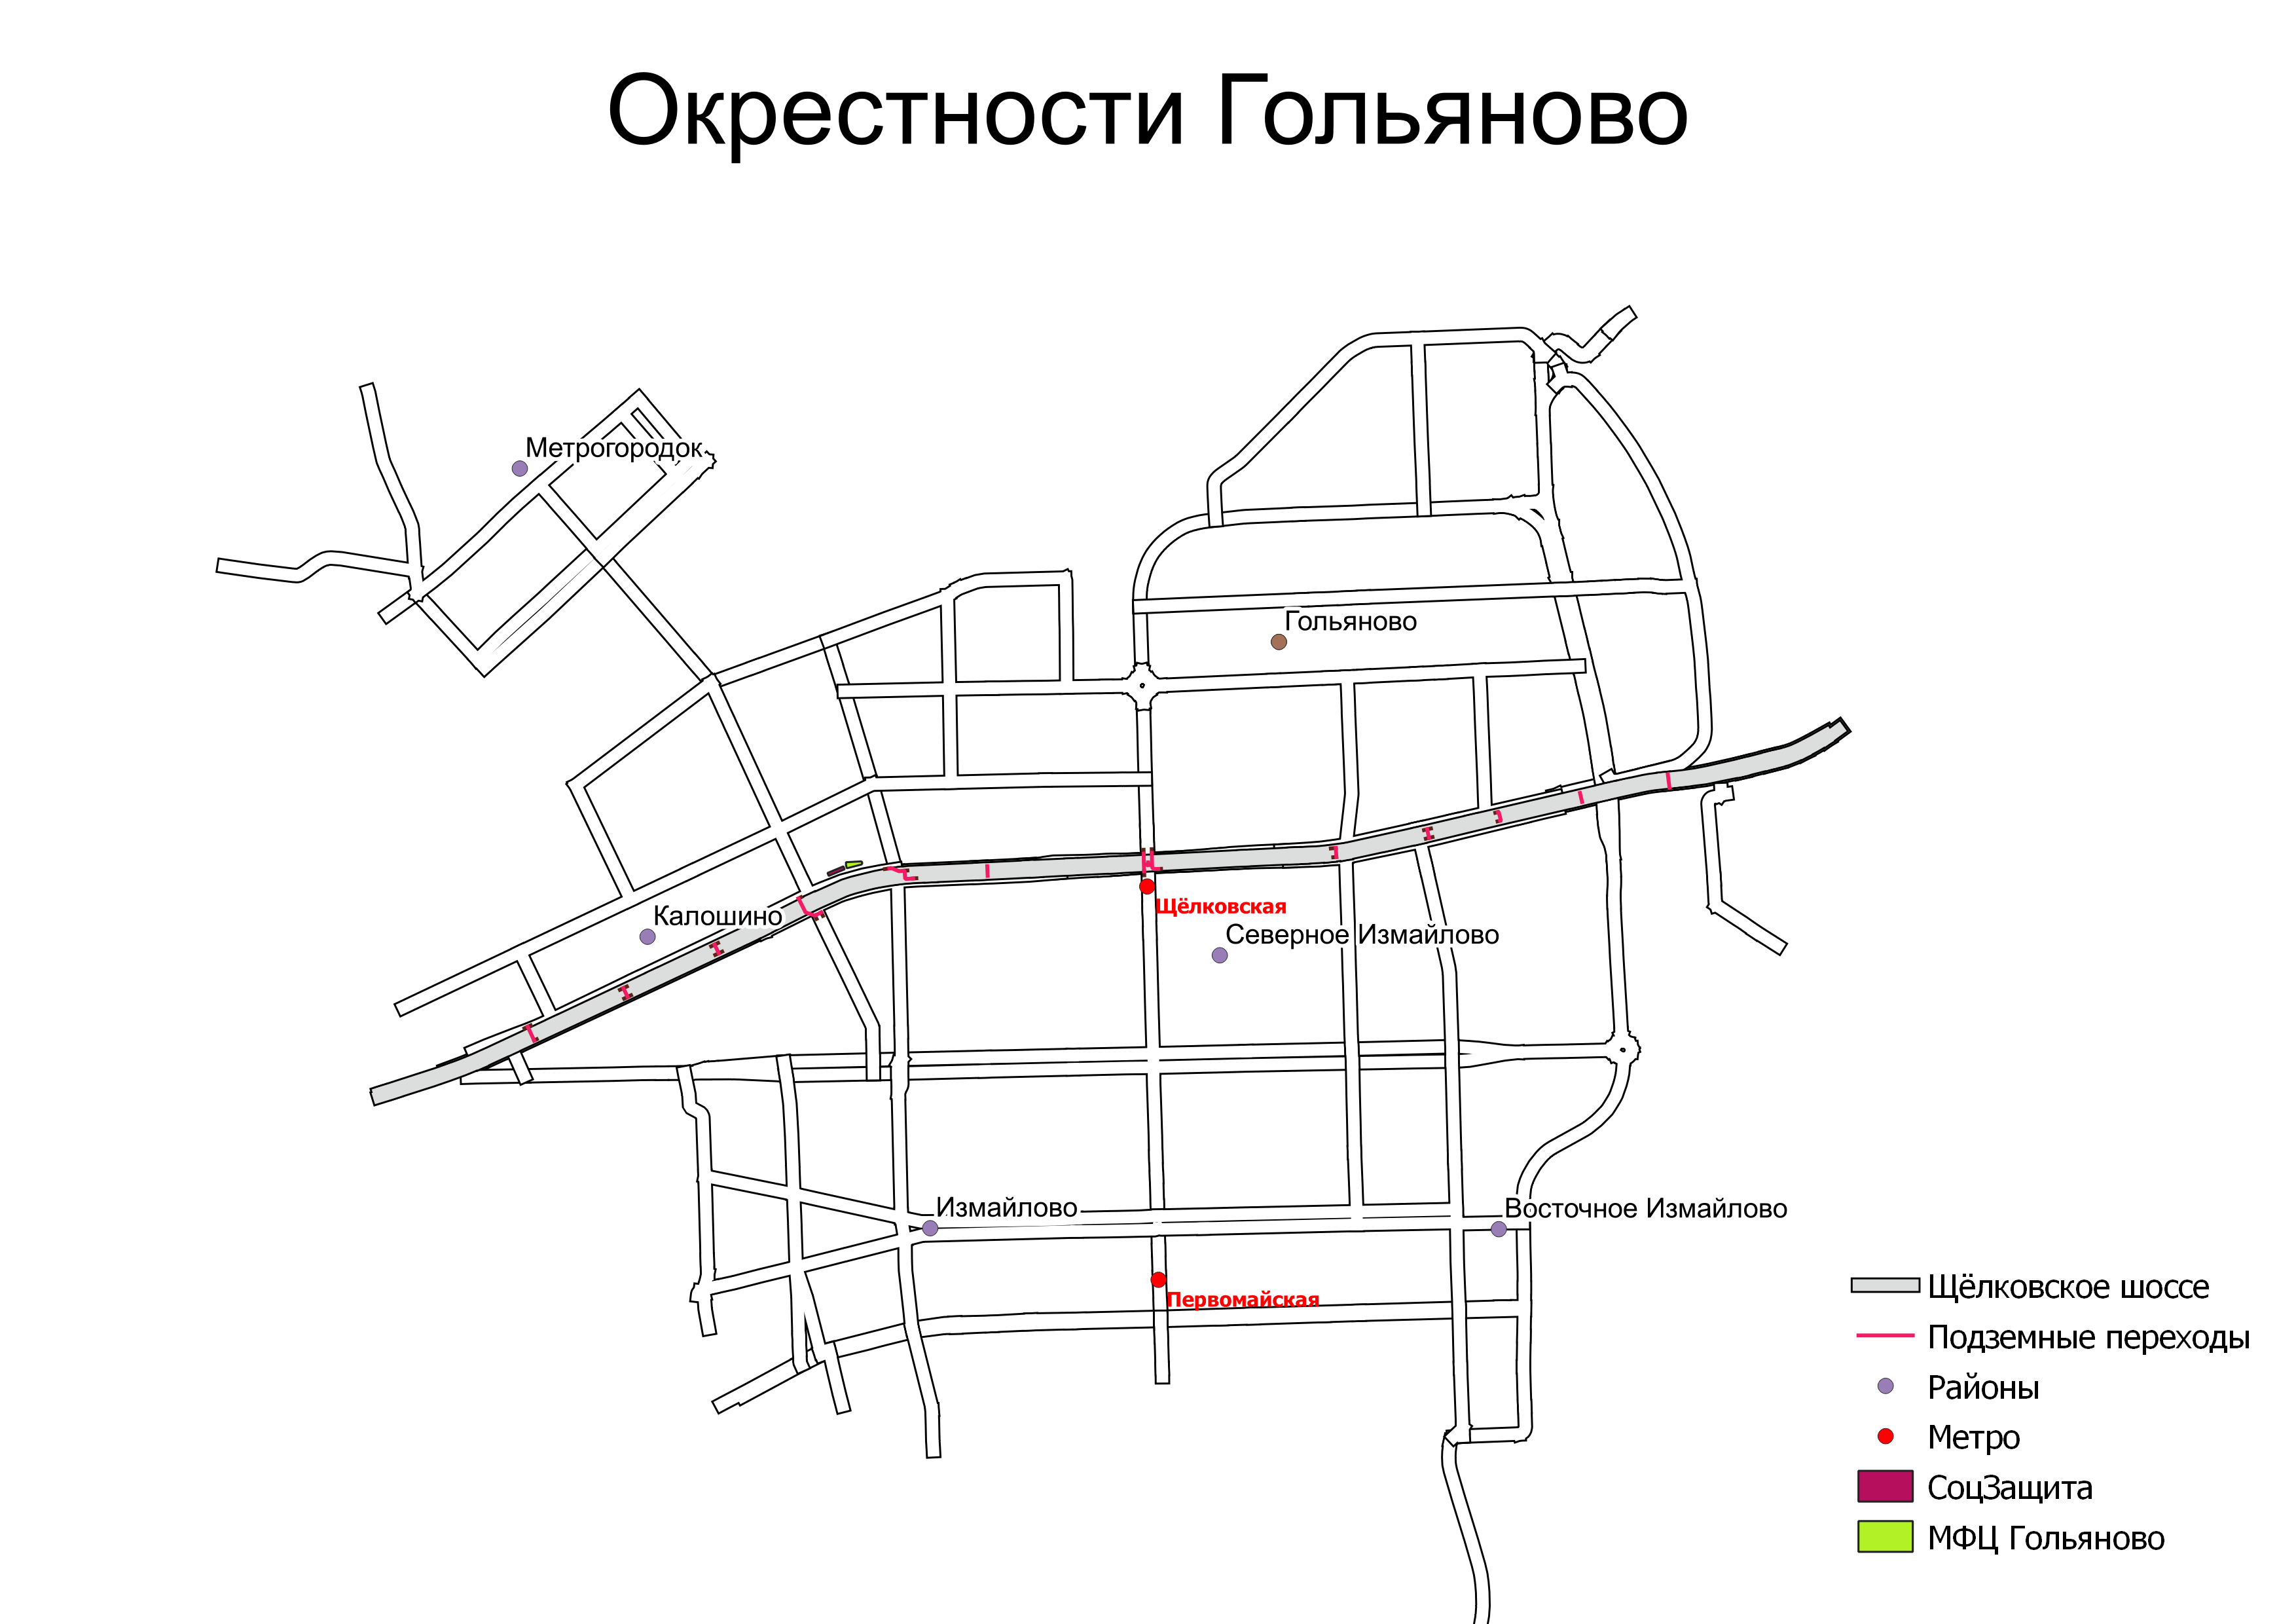 Окрестности Гольяново
Метрогородок
Гольяново
Щёлковская
Калошино
Северное Измайлово
Измайлово
Восточное Измайлово
Первомайская
Щёлковское шоссе
Подземные переходы
Районы
Метро
СоцЗащита
МФЦ Гольяново